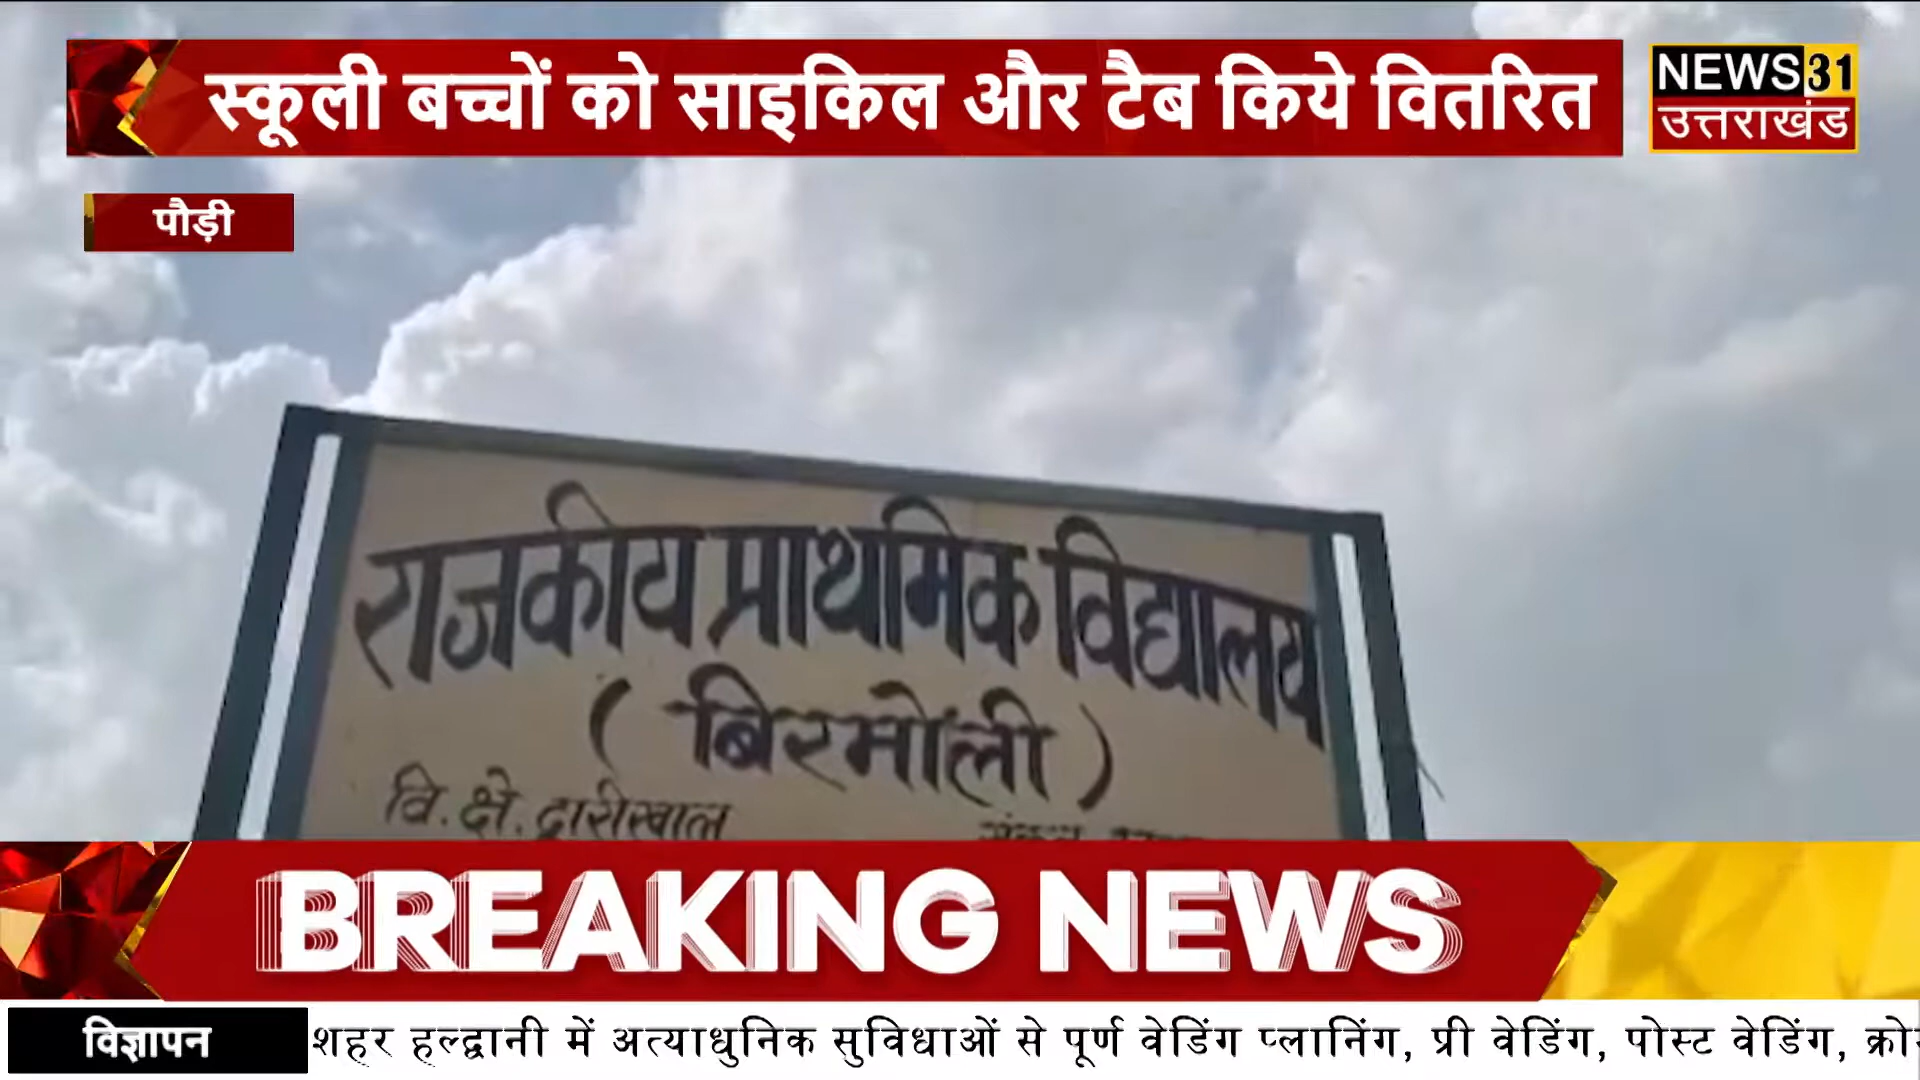 स्कूली बच्चों को साइकिल और टैब किये वितरित
NEWS31
उत्तराखंड
पौड़ी
राजकीय प्राथमिक विद्यालय
( बिरमोली )
वि. क्षे. द्वारीखाल
BREAKING NEWS
विज्ञापन
शहर हल्द्वानी में अत्याधुनिक सुविधाओं से पूर्ण वेडिंग प्लानिंग, प्री वेडिंग, पोस्ट वेडिंग,